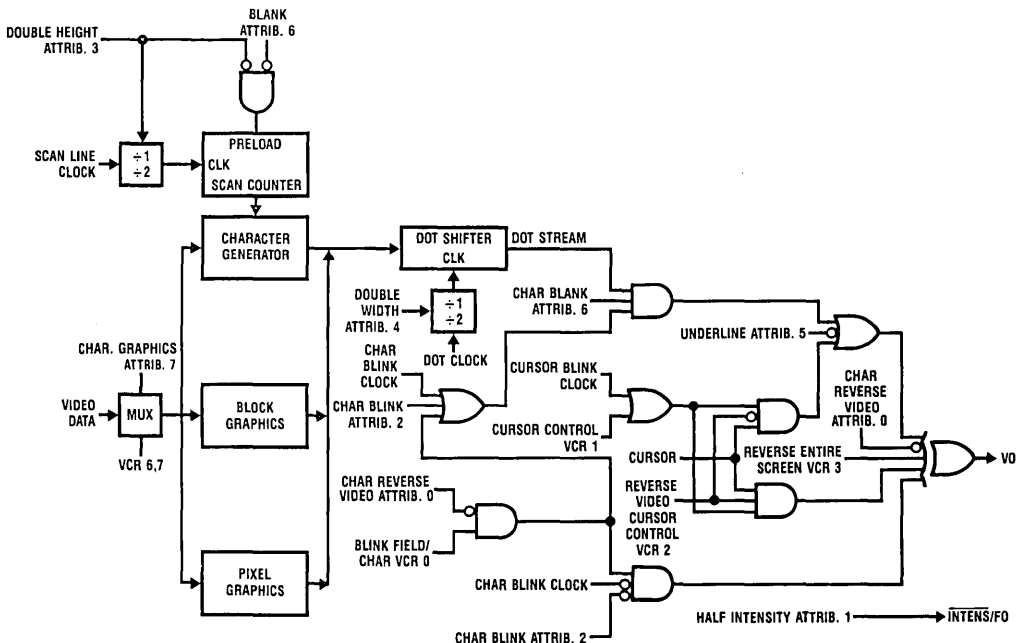 BLANK
ATTRIB. 6
DOUBLE HEIGHT
ATTRIB. 3
PRELOAD
CLK
SCAN COUNTER
SCAN LINE
CLOCK
÷1
÷2
CHARACTER
GENERATOR
DOT SHIFTER
CLK
DOT STREAM
DOUBLE
WIDTH
ATTRIB. 4
÷1
÷2
DOT CLOCK
CHAR BLANK
ATTRIB. 6
UNDERLINE ATTRIB. 5
CHAR. GRAPHICS
ATTRIB. 7
VIDEO
DATA
MUX
VCR 6,7
BLOCK
GRAPHICS
CHAR
BLINK
CLOCK
CHAR BLINK
ATTRIB. 2
CURSOR BLINK
CLOCK
CURSOR CONTROL
VCR 1
CHAR
REVERSE
VIDEO
ATTRIB. 0
CURSOR
REVERSE ENTIRE
SCREEN VCR 3
VO
REVERSE
VIDEO
CURSOR
CONTROL
VCR 2
CHAR REVERSE
VIDEO ATTRIB. 0
BLINK FIELD/
CHAR VCR 0
PIXEL
GRAPHICS
CHAR BLINK CLOCK
CHAR BLINK ATTRIB. 2
HALF INTENSITY ATTRIB. 1
INTENS/FO